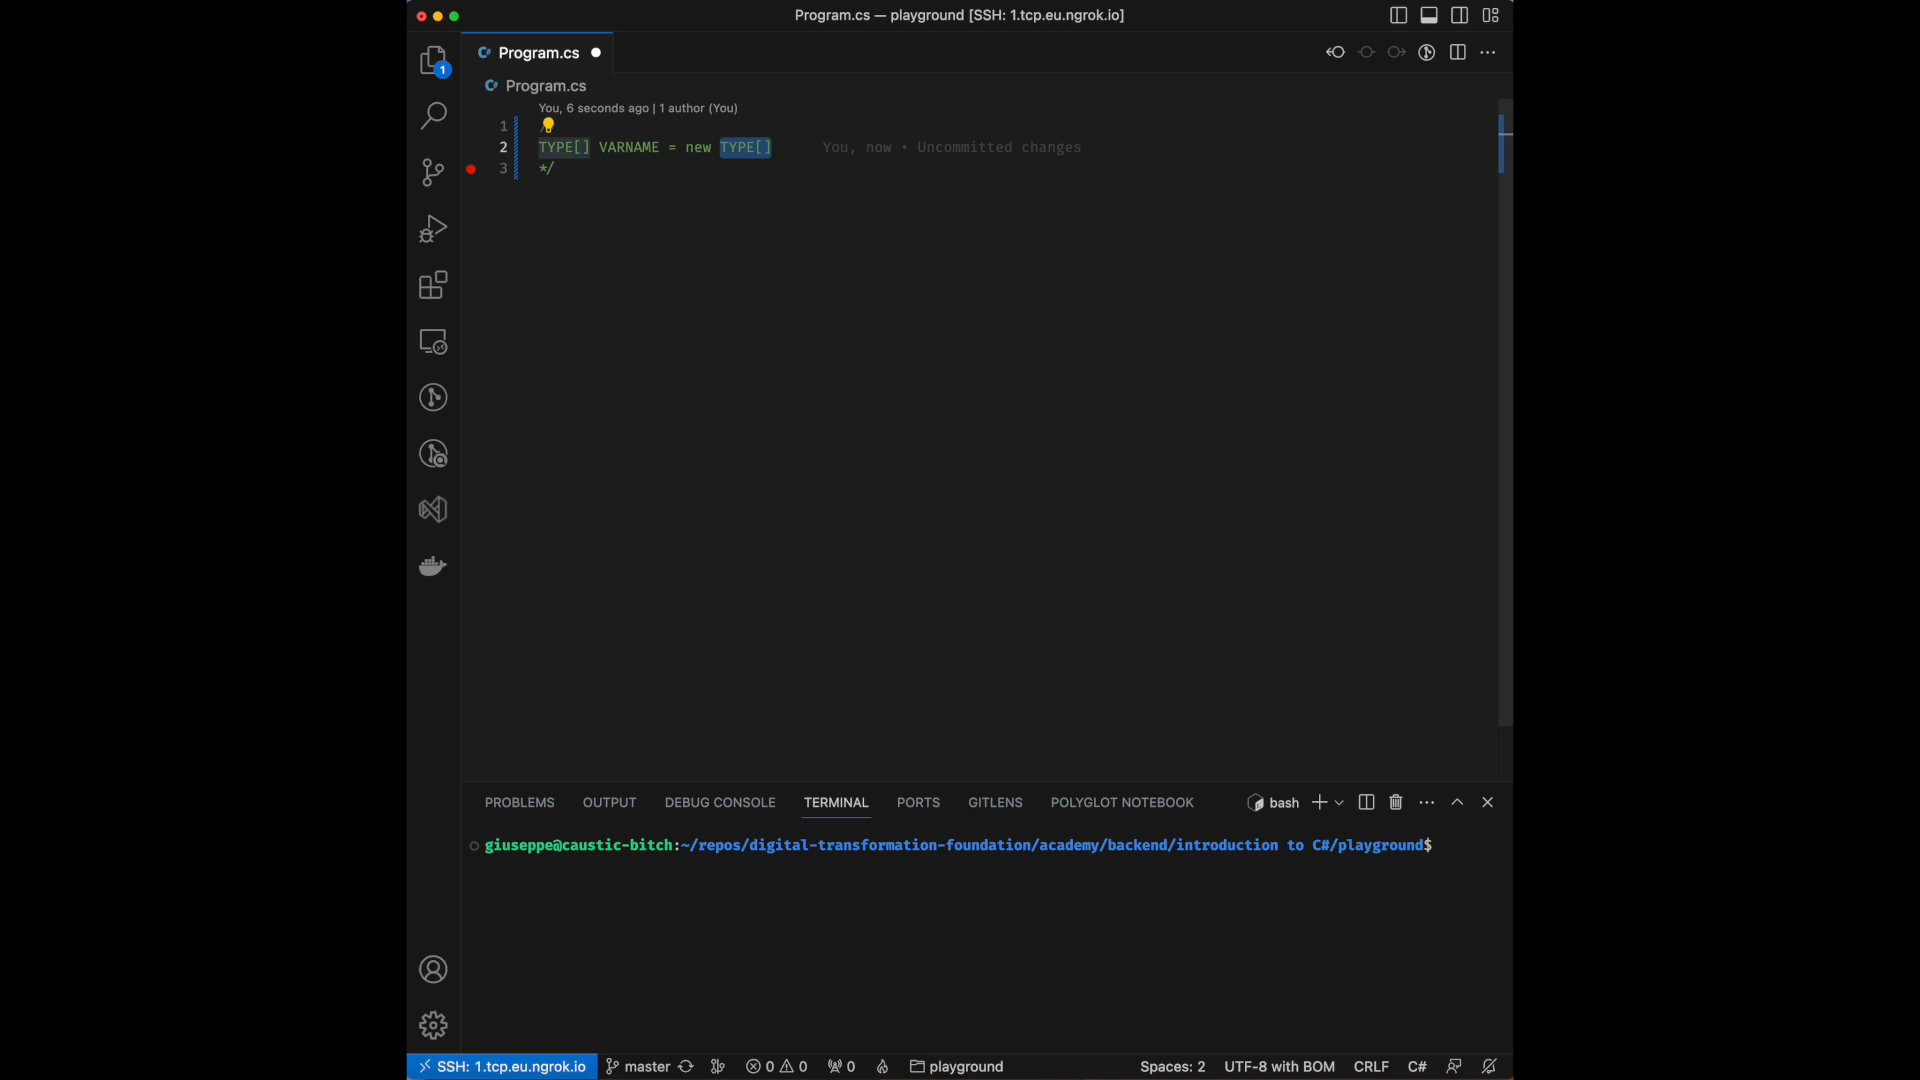 Program.cs — playground [SSH: 1.tcp.eu.ngrok.io]
Program.cs
1
Program.cs
You, 6 seconds ago | 1 author (You)
1
2 TYPE[] VARNAME = new TYPE[] You, now • Uncommitted changes
3 */
PROBLEMS OUTPUT DEBUG CONSOLE TERMINAL PORTS GITLENS POLYGLOT NOTEBOOK bash
giuseppe@caustic-bitch:~/repos/digital-transformation-foundation/academy/backend/introduction to C#/playground$
SSH: 1.tcp.eu.ngrok.io master 0 0 0 playground Spaces: 2 UTF-8 with BOM CRLF C#